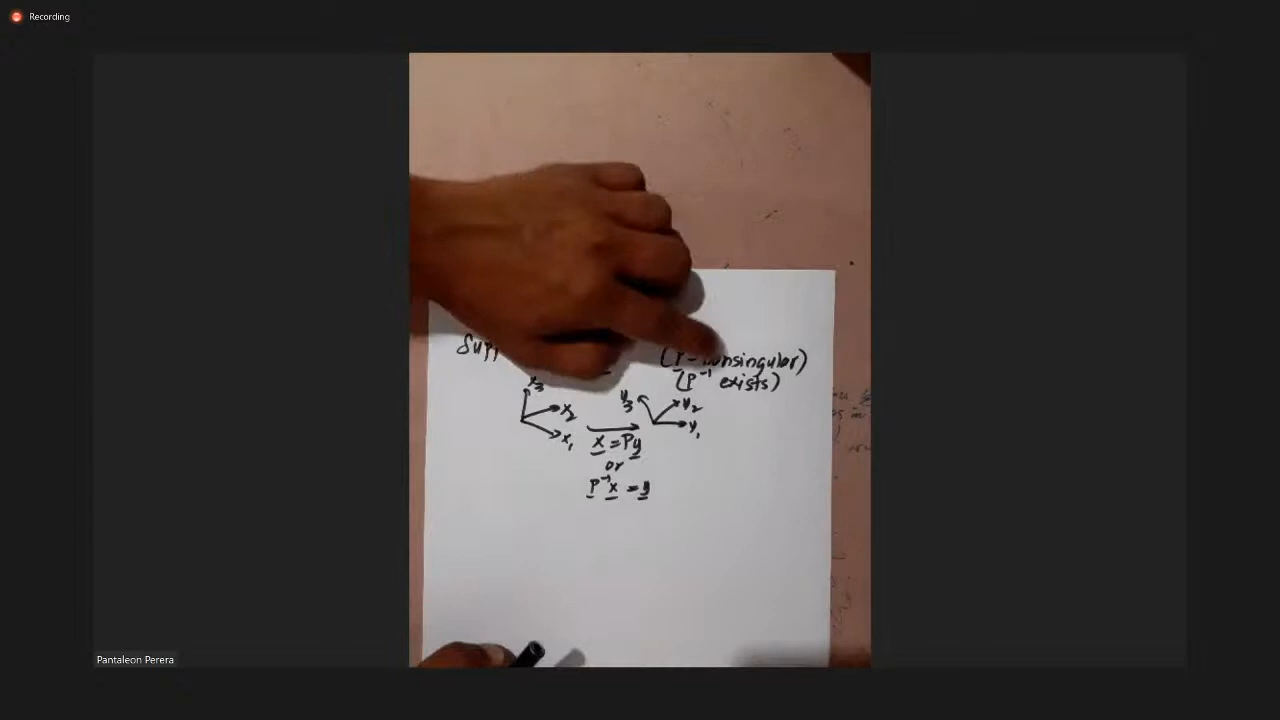 Recording
(P - nonsingular)
(P⁻¹ exists)
x₃
x₂
x₁
y₃
y₂
y₁
x = Py
or
P⁻¹x = y
Pantaleon Perera